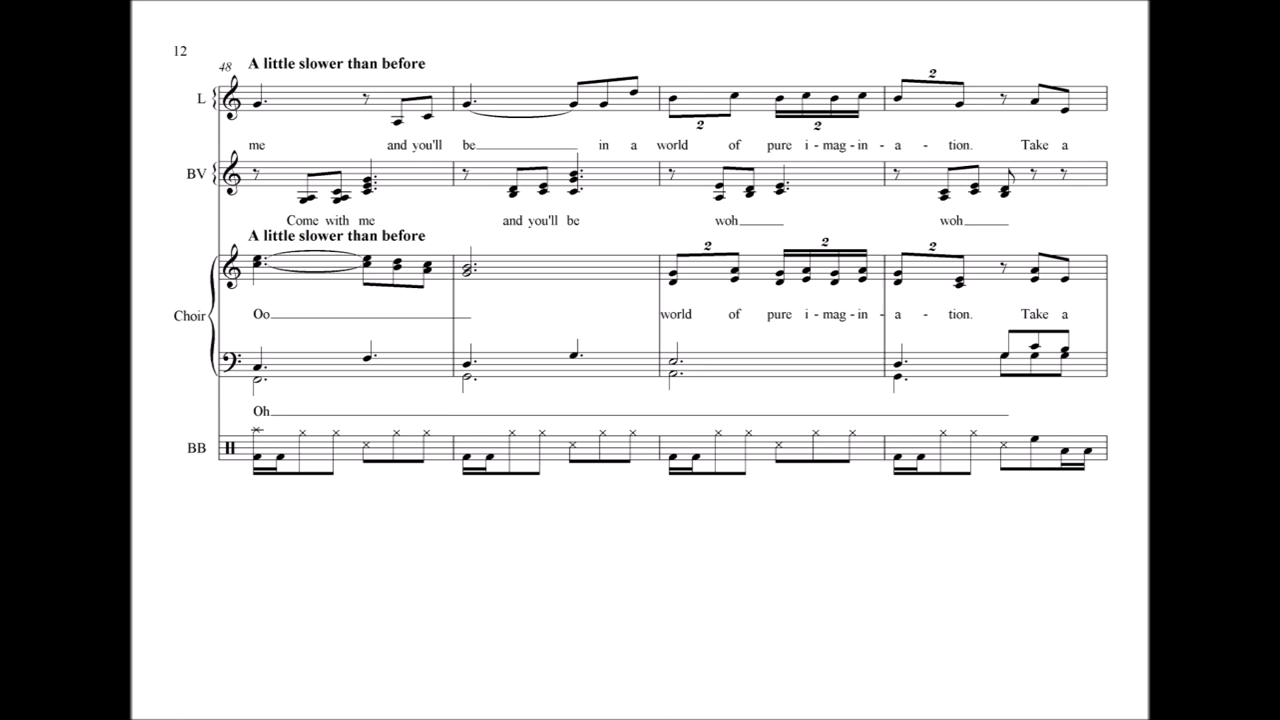 12
48 A little slower than before
L
2 2 2
me and you'll be in a world of pure i - mag - in - a - tion. Take a
BV
Come with me and you'll be woh woh
A little slower than before
2 2 2
Choir
Oo world of pure i - mag - in - a - tion. Take a
Oh
BB